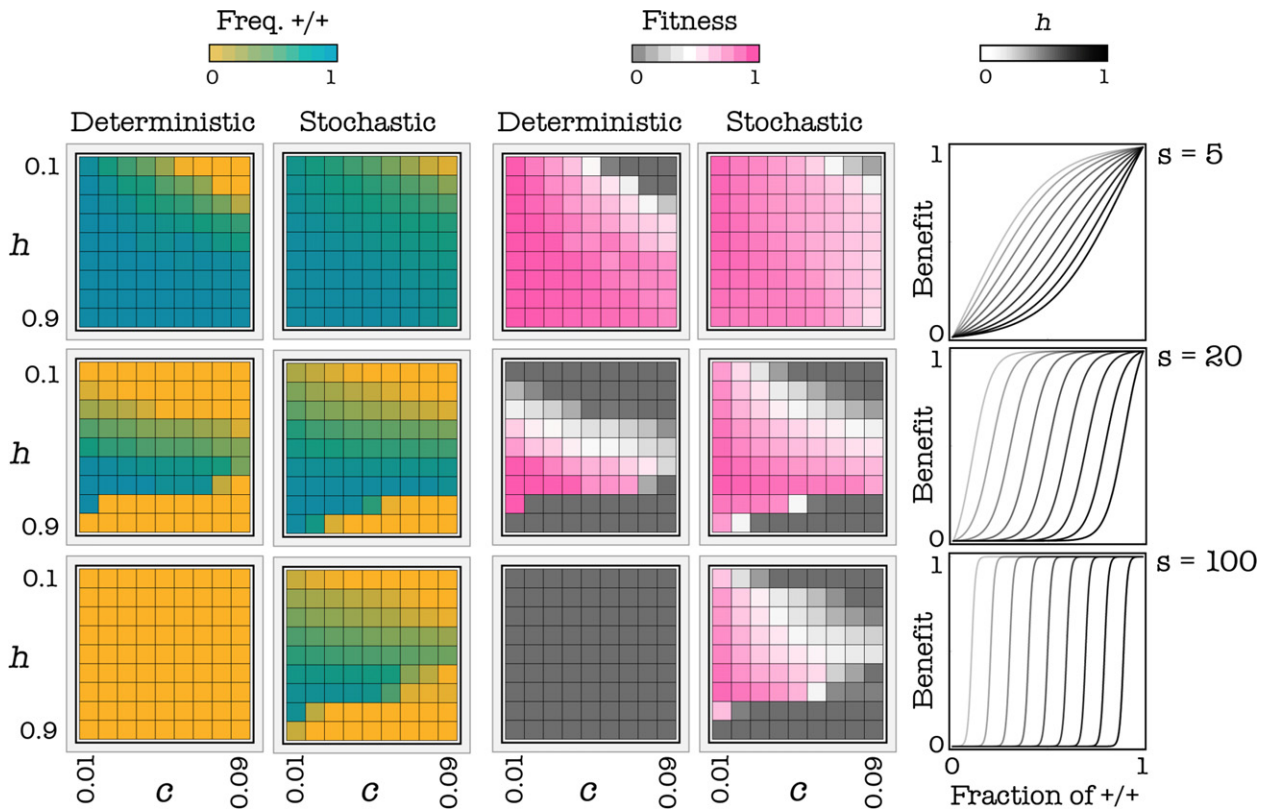 Freq. +/+ Fitness h
0 1 0 1 0 1
Deterministic Stochastic Deterministic Stochastic
0.1 1 s = 5
h Benefit
0.9 0
0.1 1 s = 20
h Benefit
0.9 0
0.1 1 s = 100
h Benefit
0.9 0
0.01 c 0.09 0.01 c 0.09 0.01 c 0.09 0.01 c 0.09 0 1
Fraction of +/+